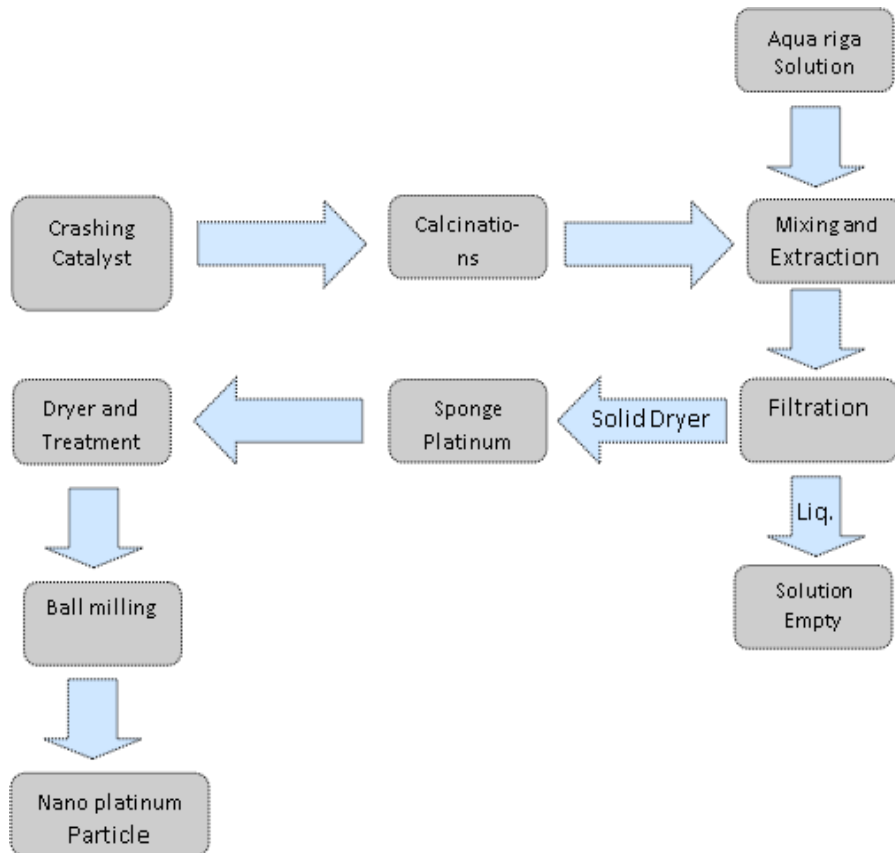 Aqua riga
Solution
Crashing
Catalyst
Calcinatio-
ns
Mixing and
Extraction
Dryer and
Treatment
Sponge
Platinum
Solid Dryer
Filtration
Liq.
Ball milling
Solution
Empty
Nano platinum
Particle